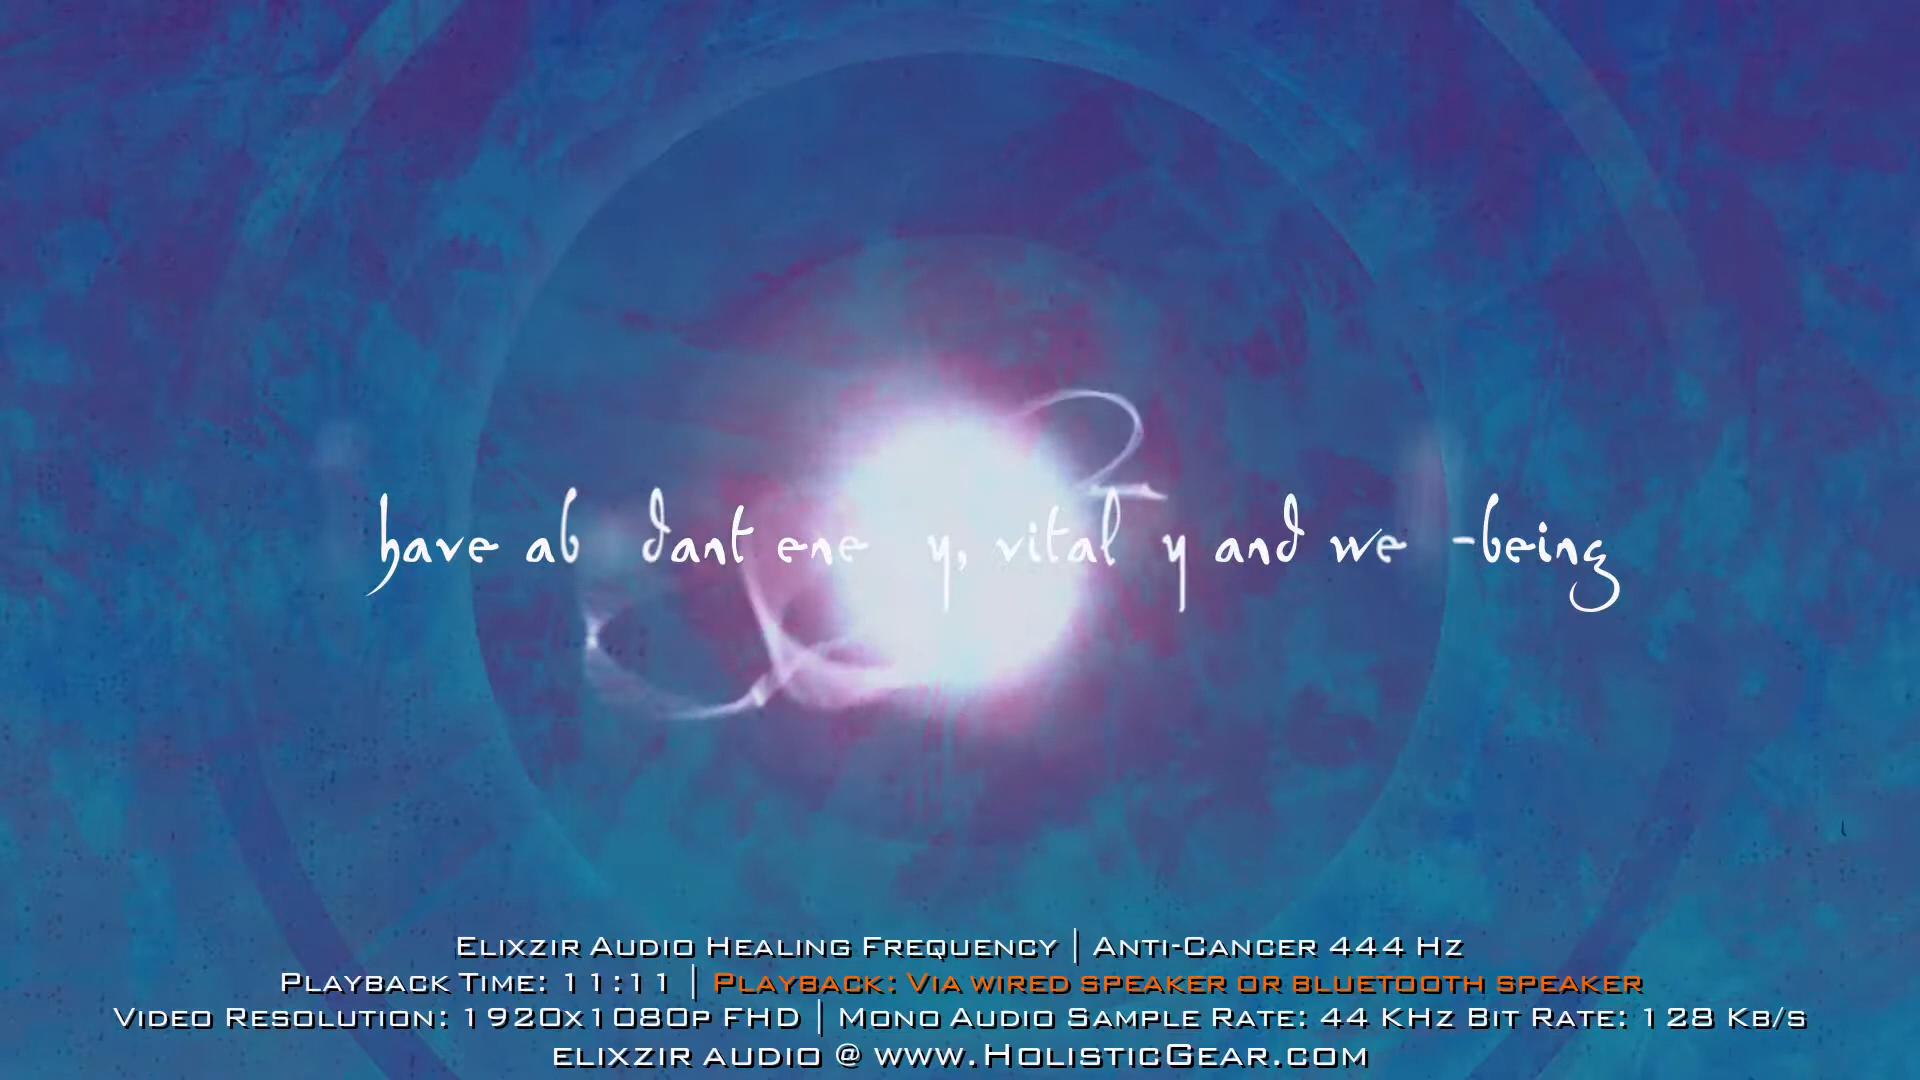 have ab dant ene y, vital y and we -being
Elixzir Audio Healing Frequency | Anti-Cancer 444 Hz
Playback Time: 11:11 | Playback: Via wired speaker or bluetooth speaker
Video Resolution: 1920x1080p FHD | Mono Audio Sample Rate: 44 KHz Bit Rate: 128 Kb/s
elixzir audio @ www.HolisticGear.com